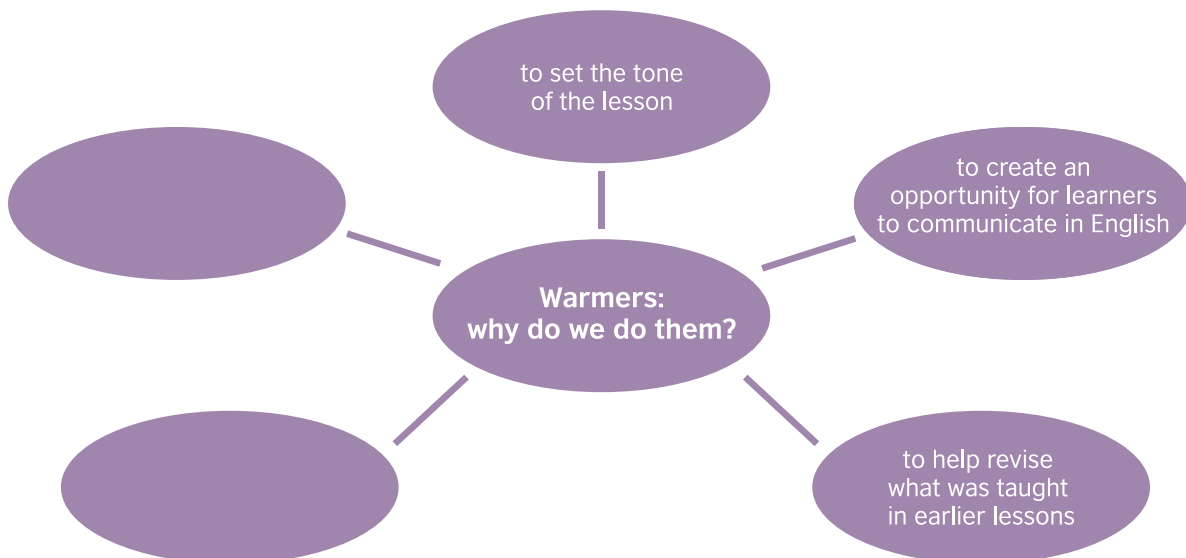 to set the tone
of the lesson
to create an
opportunity for learners
to communicate in English
Warmers:
why do we do them?
to help revise
what was taught
in earlier lessons